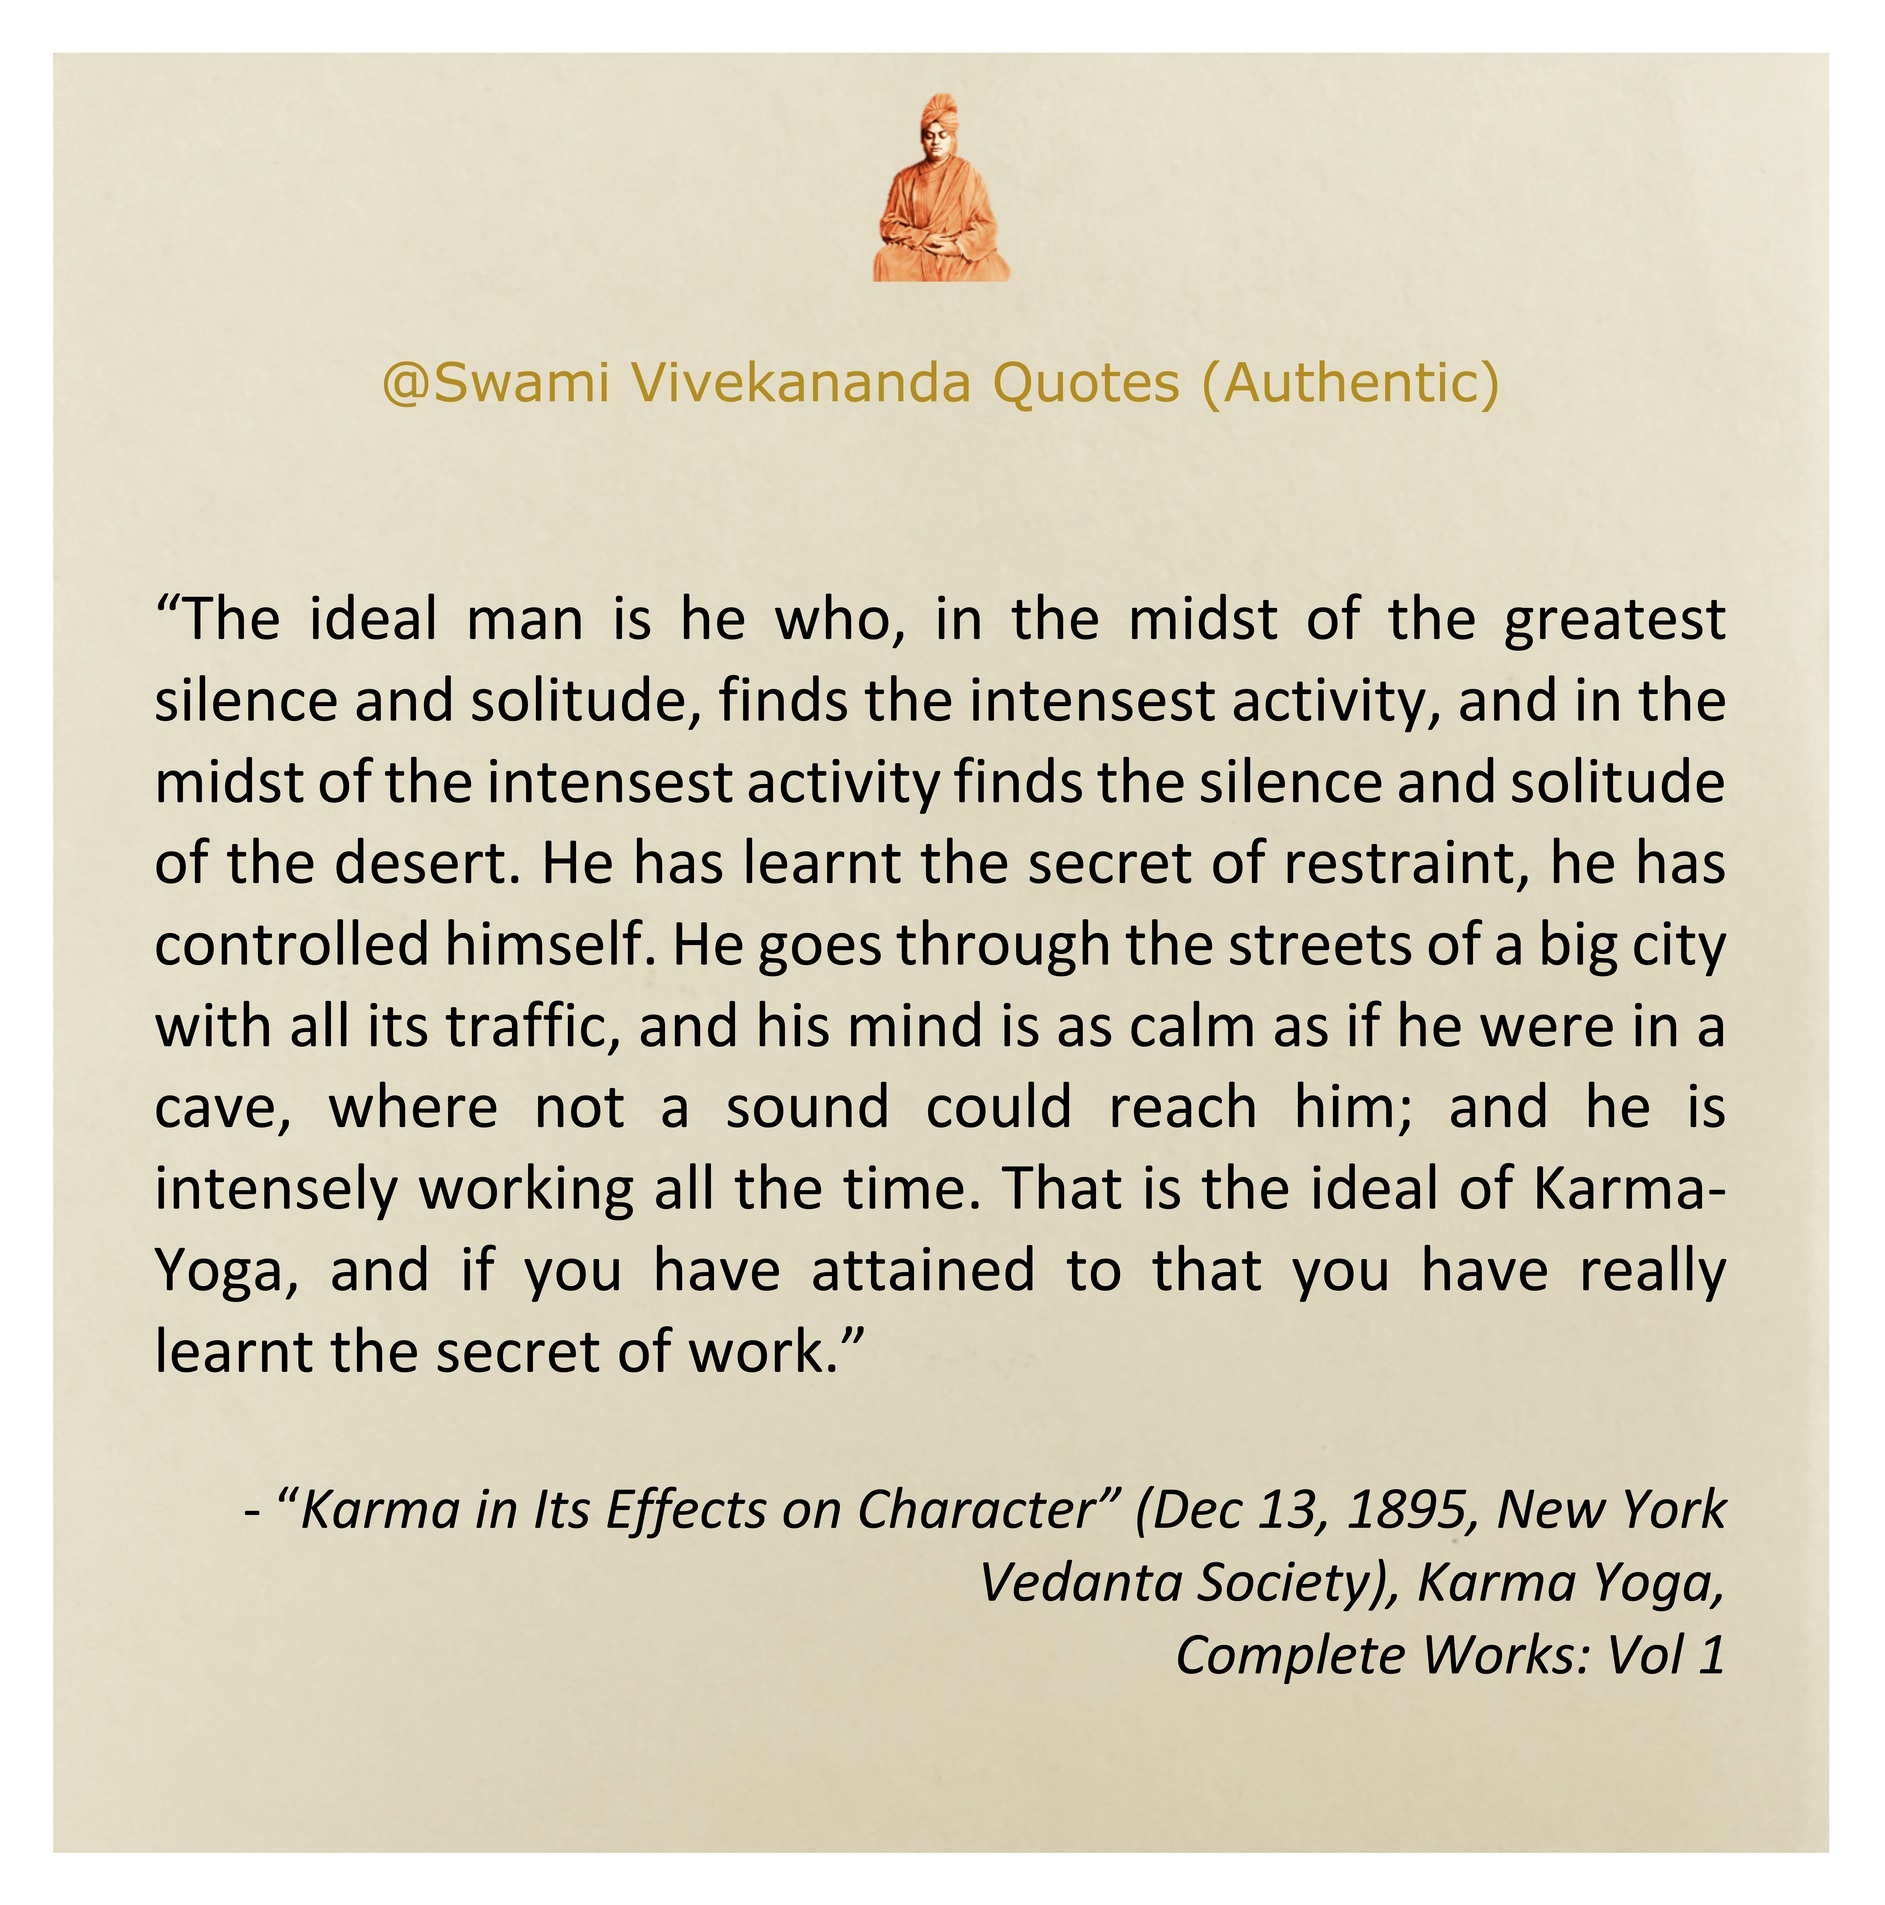 @Swami Vivekananda Quotes (Authentic)
“The ideal man is he who, in the midst of the greatest
silence and solitude, finds the intensest activity, and in the
midst of the intensest activity finds the silence and solitude
of the desert. He has learnt the secret of restraint, he has
controlled himself. He goes through the streets of a big city
with all its traffic, and his mind is as calm as if he were in a
cave, where not a sound could reach him; and he is
intensely working all the time. That is the ideal of Karma-
Yoga, and if you have attained to that you have really
learnt the secret of work.”
- “Karma in Its Effects on Character” (Dec 13, 1895, New York
Vedanta Society), Karma Yoga,
Complete Works: Vol 1